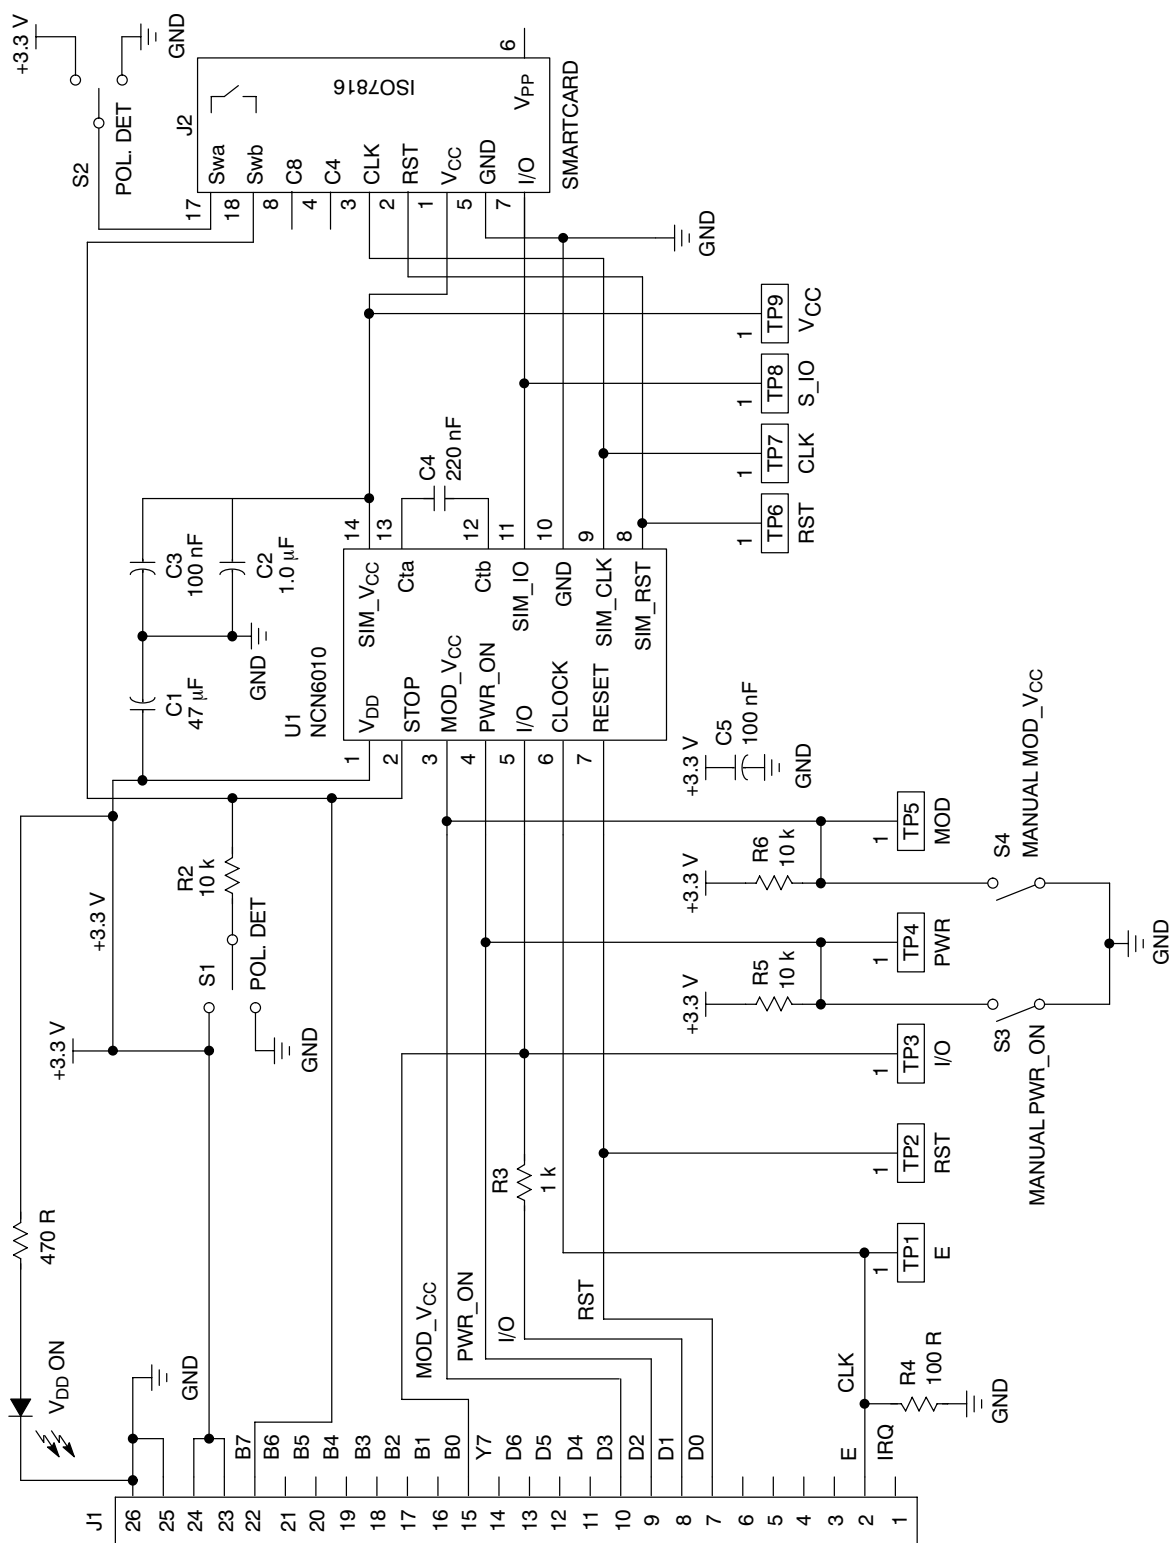 J1
26
25
24
23
22
21
20
19
18
17
16
15
14
13
12
11
10
9
8
7
6
5
4
3
2
1
B7
B6
B5
B4
B3
B2
B1
B0
Y7
D6
D5
D4
D3
D2
D1
D0
E
IRQ
VDD ON
GND
470 R
+3.3 V
+3.3 V
S1
POL. DET
GND
R2
10 k
MOD_VCC
PWR_ON
I/O
RST
CLK
R4
100 R
GND
R3
1 k
1
TP1
E
1
TP2
RST
1
TP3
I/O
1
TP4
PWR
1
TP5
MOD
+3.3 V
R5
10 k
+3.3 V
R6
10 k
S3
MANUAL PWR_ON
S4
MANUAL MOD_VCC
GND
+3.3 V
C5
100 nF
GND
C1
47 µF
C3
100 nF
C2
1.0 µF
GND
U1
NCN6010
1
2
3
4
5
6
7
VDD
STOP
MOD_VCC
PWR_ON
I/O
CLOCK
RESET
SIM_VCC
Cta
Ctb
SIM_IO
GND
SIM_CLK
SIM_RST
14
13
12
11
10
9
8
C4
220 nF
1
TP6
RST
1
TP7
CLK
1
TP8
S_IO
1
TP9
VCC
GND
S2
POL. DET
+3.3 V
GND
J2
17
18
8
4
3
2
1
5
7
Swa
Swb
C8
C4
CLK
RST
VCC
GND
I/O
ISO7816
VPP
6
SMARTCARD